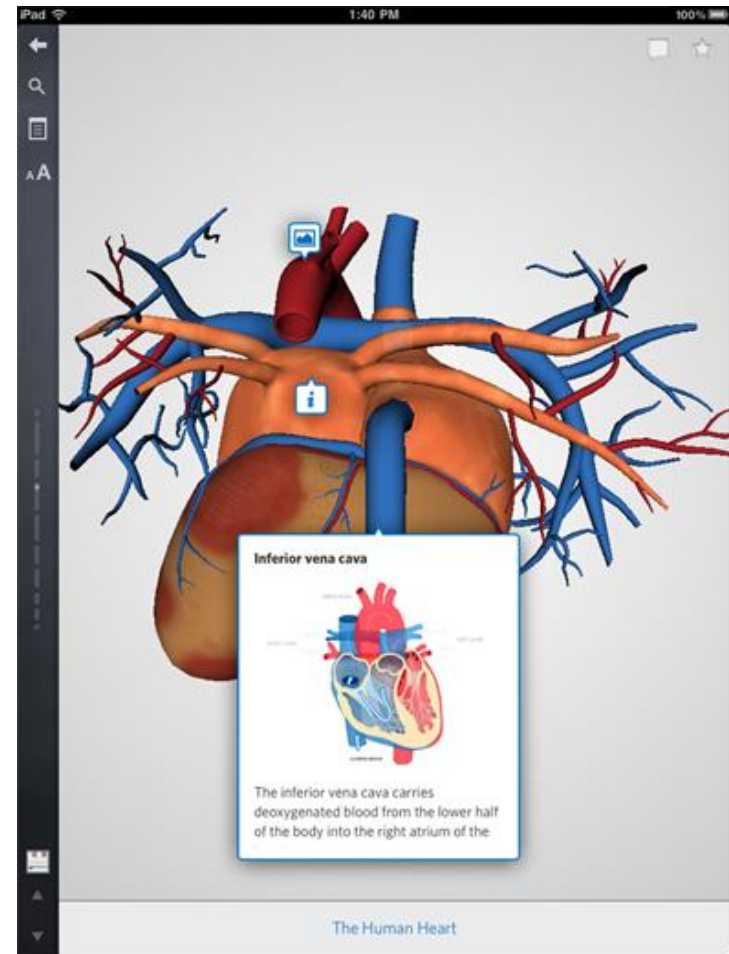 iPad 1:40 PM 100%
AA
i
Inferior vena cava
The inferior vena cava carries
deoxygenated blood from the lower half
of the body into the right atrium of the
The Human Heart